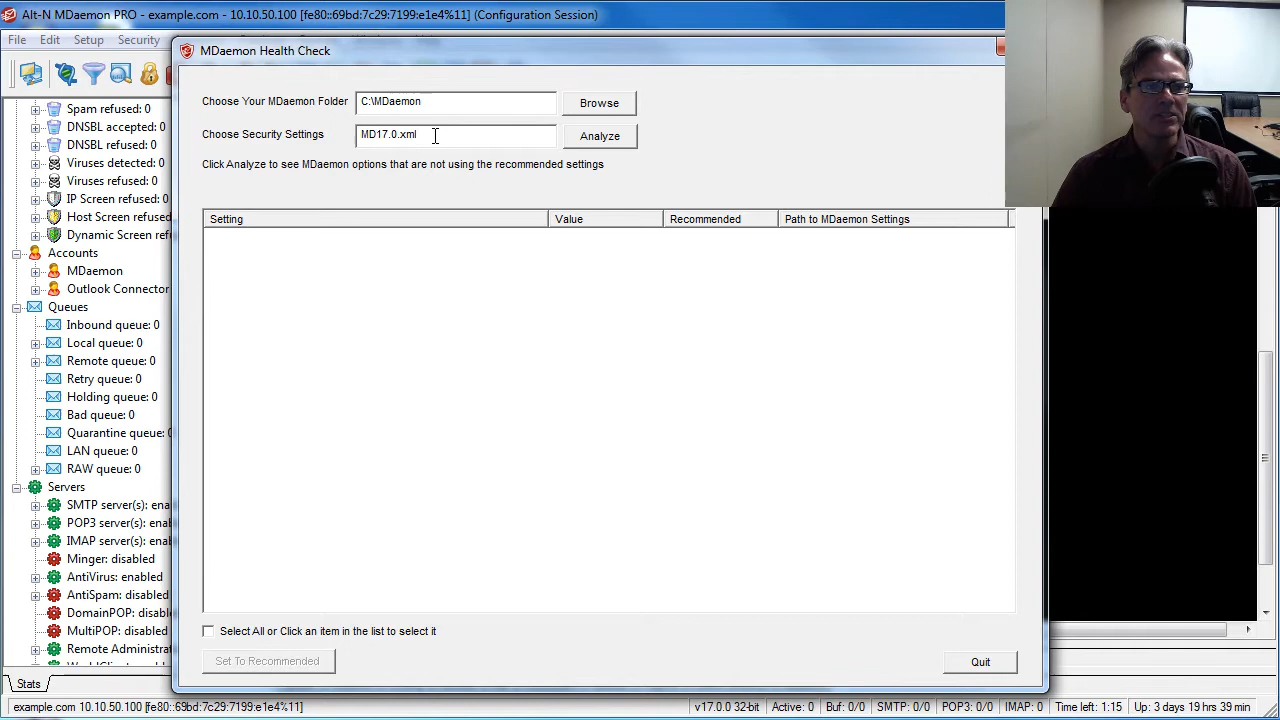 Alt-N MDaemon PRO - example.com - 10.10.50.100 [fe80::69bd:7c29:7199:e1e4%11] (Configuration Session)
File Edit Setup Security
MDaemon Health Check
Choose Your MDaemon Folder C:\MDaemon Browse
Choose Security Settings MD17.0.xml Analyze
Click Analyze to see MDaemon options that are not using the recommended settings
Setting Value Recommended Path to MDaemon Settings
Spam refused: 0
DNSBL accepted: 0
DNSBL refused: 0
Viruses detected: 0
Viruses refused: 0
IP Screen refused
Host Screen refused
Dynamic Screen ref
Accounts
MDaemon
Outlook Connector
Queues
Inbound queue: 0
Local queue: 0
Remote queue: 0
Retry queue: 0
Holding queue: 0
Bad queue: 0
Quarantine queue: 0
LAN queue: 0
RAW queue: 0
Servers
SMTP server(s): ena
POP3 server(s): ena
IMAP server(s): ena
Minger: disabled
AntiVirus: enabled
AntiSpam: disabled
DomainPOP: disabl
MultiPOP: disabled
Remote Administra
Select All or Click an item in the list to select it
Set To Recommended Quit
Stats
example.com 10.10.50.100 [fe80::69bd:7c29:7199:e1e4%11] v17.0.0 32-bit Active: 0 Buf: 0/0 SMTP: 0/0 POP3: 0/0 IMAP: 0 Time left: 1:15 Up: 3 days 19 hrs 39 min